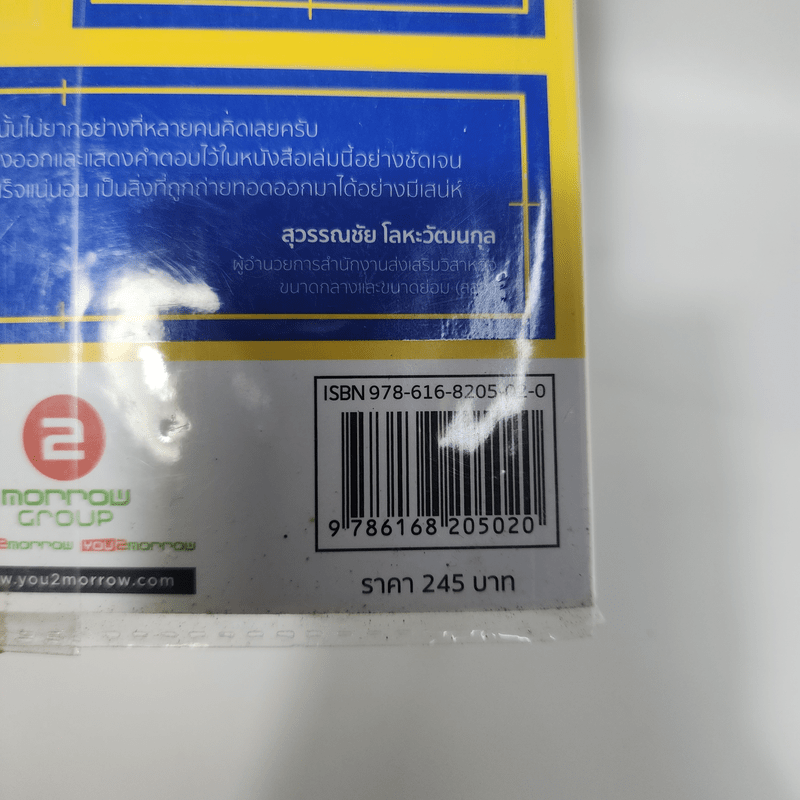 นั้นไม่ยากอย่างที่หลายคนคิดเลยครับ
งออกและแสดงคำตอบไว้ในหนังสือเล่มนี้อย่างชัดเจน
ร็จแน่นอน เป็นสิ่งที่ถูกถ่ายทอดออกมาได้อย่างมีเสน่ห์
สุวรรณชัย โลหะวัฒนกุล
ผู้อำนวยการสำนักงานส่งเสริมวิสาหกิจ
ขนาดกลางและขนาดย่อม
ISBN 978-616-8205-02-0
9 786168 205020
ราคา 245 บาท
2
morrow
GROUP
2morrow YOU2morrow
w.you2morrow.com